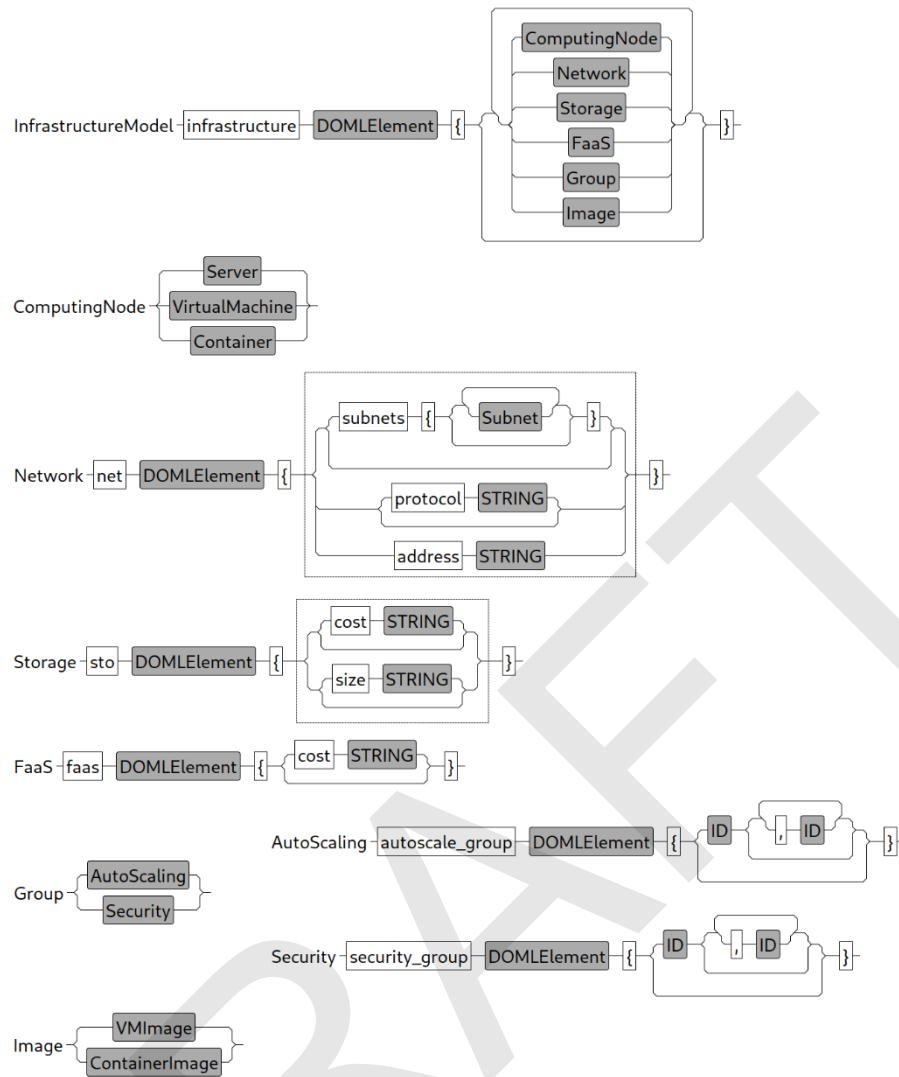 ComputingNode
Network
Storage
InfrastructureModel infrastructure DOMLElement { }
FaaS
Group
Image
Server
ComputingNode VirtualMachine
Container
subnets { Subnet }
Network net DOMLElement { }
protocol STRING
address STRING
cost STRING
Storage sto DOMLElement { }
size STRING
cost STRING
FaaS faas DOMLElement { }
AutoScaling autoscale_group DOMLElement { ID , ID }
AutoScaling
Group
Security
Security security_group DOMLElement { ID , ID }
VMImage
Image
ContainerImage